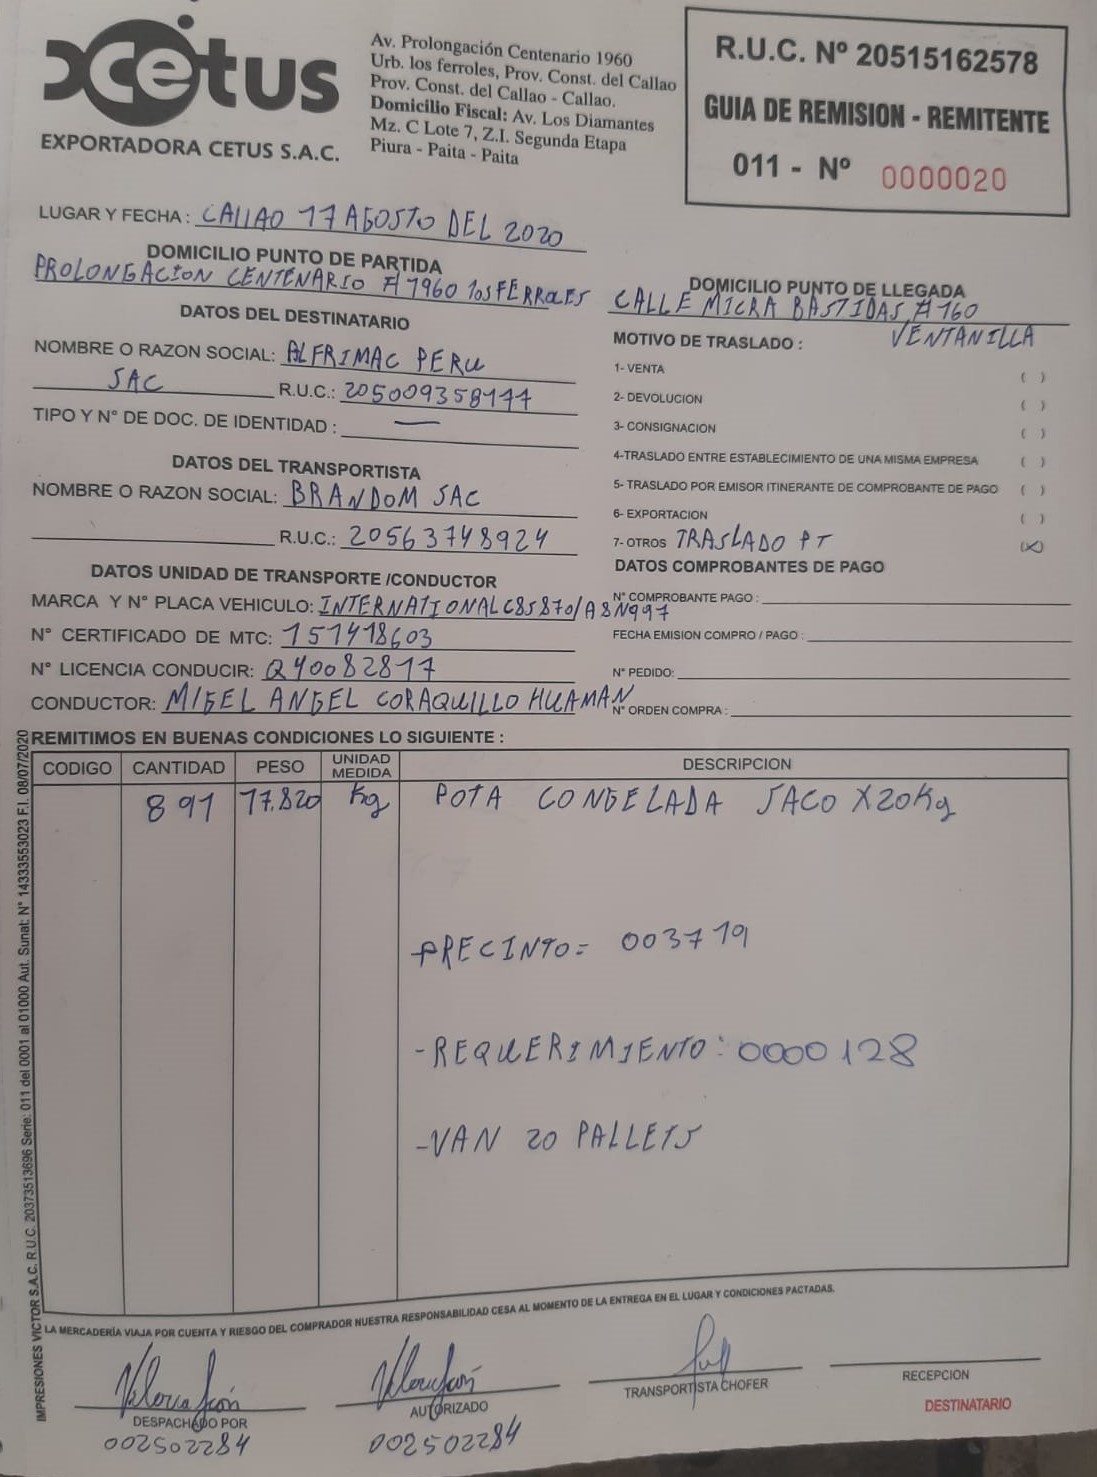 xcetus
EXPORTADORA CETUS S.A.C.
Av. Prolongación Centenario 1960
Urb. los ferroles, Prov. Const. del Callao
Prov. Const. del Callao - Callao.
Domicilio Fiscal: Av. Los Diamantes
Mz. C Lote 7, Z.I. Segunda Etapa
Piura - Paita - Paita
R.U.C. Nº 20515162578
GUIA DE REMISION - REMITENTE
011 - Nº 0000020
LUGAR Y FECHA : CALLAO 17 AGOSTO DEL 2020
DOMICILIO PUNTO DE PARTIDA
PROLONGACION CENTENARIO # 1960 los FERROLES
DOMICILIO PUNTO DE LLEGADA
CALLE MICRA BASTIDAS # 160
VENTANILLA
DATOS DEL DESTINATARIO
NOMBRE O RAZON SOCIAL: ALFRIMAC PERU
SAC R.U.C.: 205009358177
TIPO Y Nº DE DOC. DE IDENTIDAD : —
DATOS DEL TRANSPORTISTA
NOMBRE O RAZON SOCIAL: BRANDOM SAC
R.U.C.: 20563748924
MOTIVO DE TRASLADO :
1- VENTA ( )
2- DEVOLUCION ( )
3- CONSIGNACION ( )
4-TRASLADO ENTRE ESTABLECIMIENTO DE UNA MISMA EMPRESA ( )
5- TRASLADO POR EMISOR ITINERANTE DE COMPROBANTE DE PAGO ( )
6- EXPORTACION ( )
7- OTROS TRASLADO PT (X)
DATOS UNIDAD DE TRANSPORTE /CONDUCTOR
MARCA Y Nº PLACA VEHICULO: INTERNATIONAL C85870/A8N997
Nº CERTIFICADO DE MTC: 151418603
Nº LICENCIA CONDUCIR: Q40082817
CONDUCTOR: MIGEL ANGEL CORAQUILLO HUAMAN
DATOS COMPROBANTES DE PAGO
Nº COMPROBANTE PAGO :
FECHA EMISION COMPRO / PAGO :
Nº PEDIDO:
Nº ORDEN COMPRA :
REMITIMOS EN BUENAS CONDICIONES LO SIGUIENTE :
CODIGO CANTIDAD PESO UNIDAD MEDIDA DESCRIPCION
891 17.820 Kg POTA CONGELADA SACO X20Kg
-PRECINTO= 003719
-REQUERIMIENTO: 0000128
-VAN 20 PALLETS
IMPRESIONES VICTOR S.A.C. R.U.C. 20373513696 Serie: 011 del 0001 al 01000 Aut. Sunat: Nº 14333553023 F.I. 08/07/2020
LA MERCADERÍA VIAJA POR CUENTA Y RIESGO DEL COMPRADOR NUESTRA RESPONSABILIDAD CESA AL MOMENTO DE LA ENTREGA EN EL LUGAR Y CONDICIONES PACTADAS.
DESPACHADO POR
002502284
AUTORIZADO
002502284
TRANSPORTISTA CHOFER
RECEPCION
DESTINATARIO